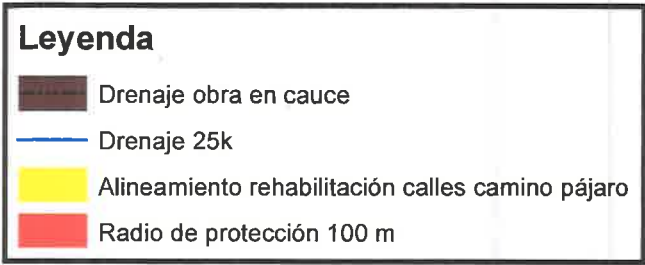 Leyenda
Drenaje obra en cauce
Drenaje 25k
Alineamiento rehabilitación calles camino pájaro
Radio de protección 100 m